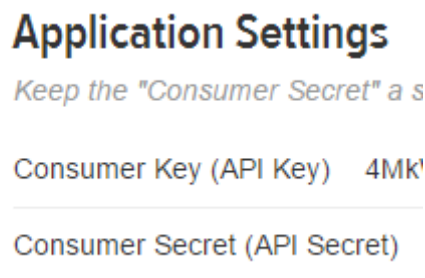 Application Settings
Keep the "Consumer Secret" a
Consumer Key (API Key) 4Mk
Consumer Secret (API Secret)